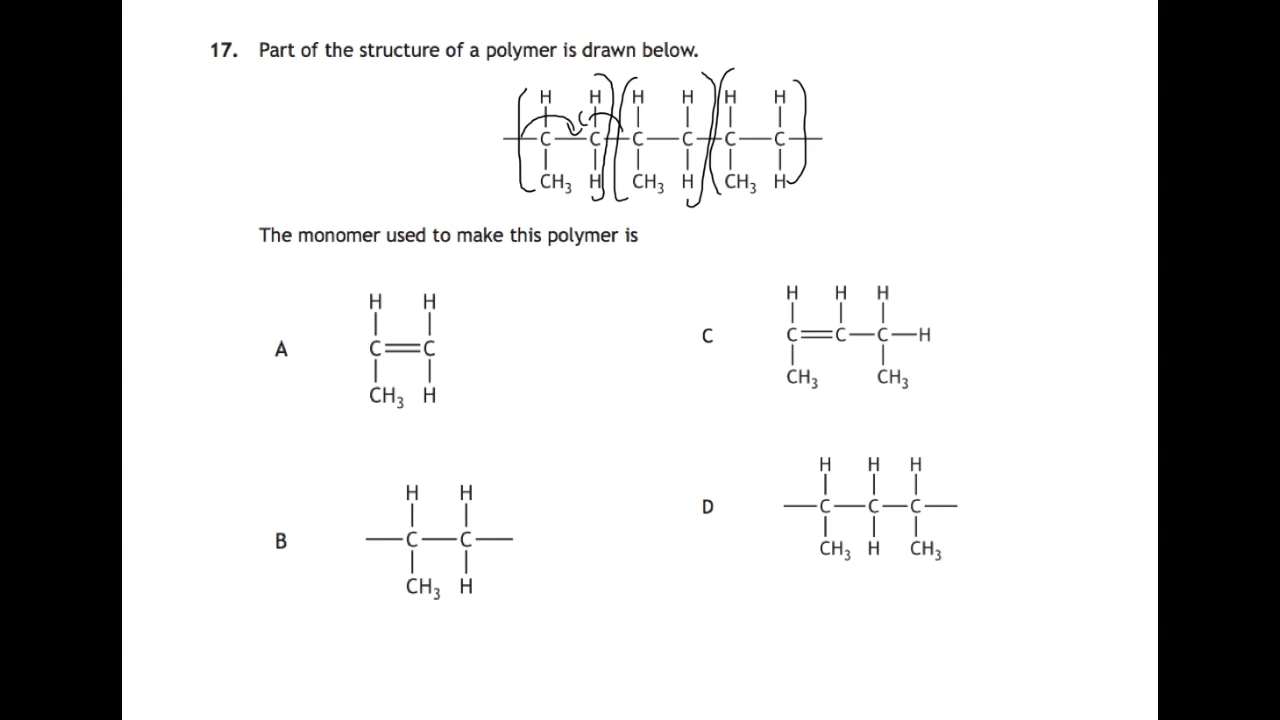 17. Part of the structure of a polymer is drawn below.
H H H H H H
C C C C C C
CH₃ H CH₃ H CH₃ H
The monomer used to make this polymer is
H H
A C C
CH₃ H
H H H
C C C C H
CH₃ CH₃
H H
B C C
CH₃ H
H H H
D C C C
CH₃ H CH₃